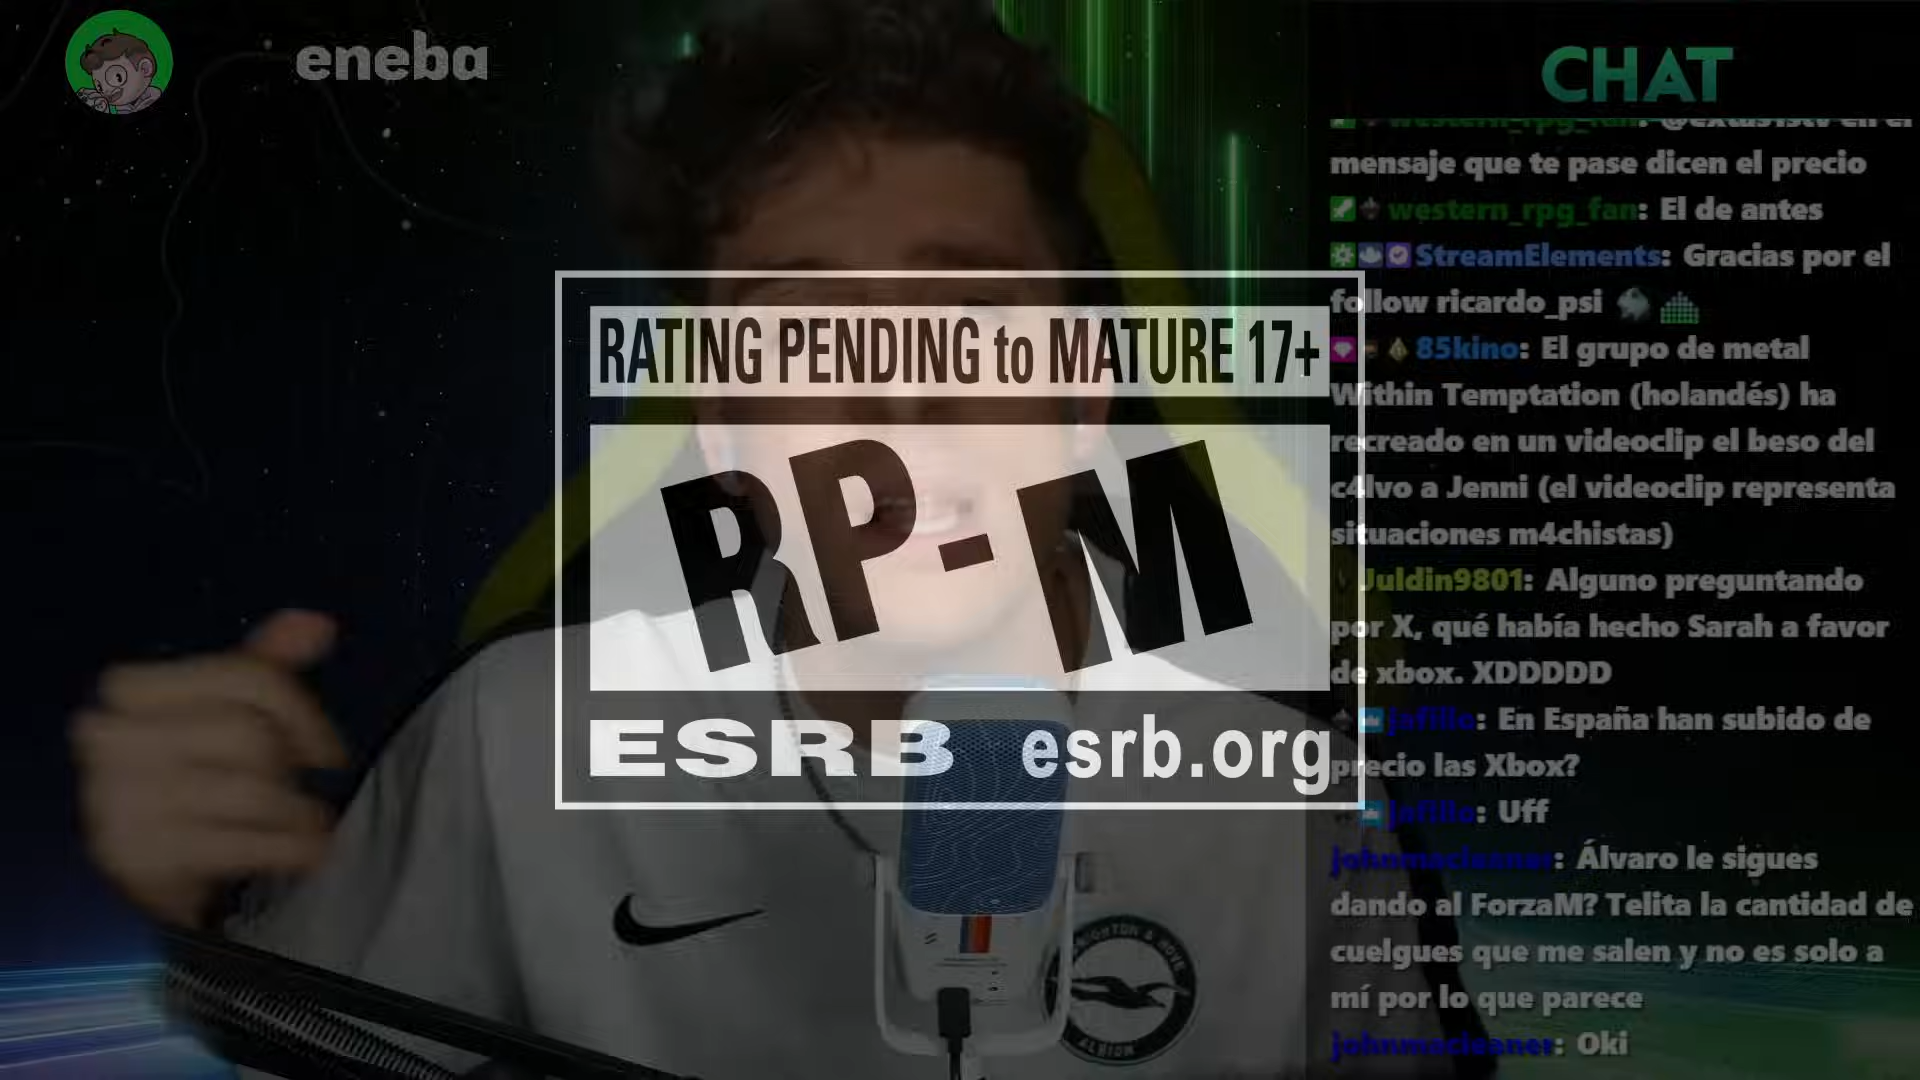 eneba
CHAT
western_rpg_fan:
mensaje que te pase dicen el precio
western_rpg_fan: El de antes
StreamElements: Gracias por el
follow ricardo_psi
85kino: El grupo de metal
Within Temptation (holandés) ha
recreado en un videoclip el beso del
c4lvo a Jenni (el videoclip representa
situaciones m4chistas)
Juldin9801: Alguno preguntando
por X, qué había hecho Sarah a favor
de xbox. XDDDDD
jafillo: En España han subido de
precio las Xbox?
jafillo: Uff
johnmacleaner: Álvaro le sigues
dando al ForzaM? Telita la cantidad de
cuelgues que me salen y no es solo a
mí por lo que parece
johnmacleaner: Oki
RATING PENDING to MATURE 17+
RP-M
ESRB esrb.org